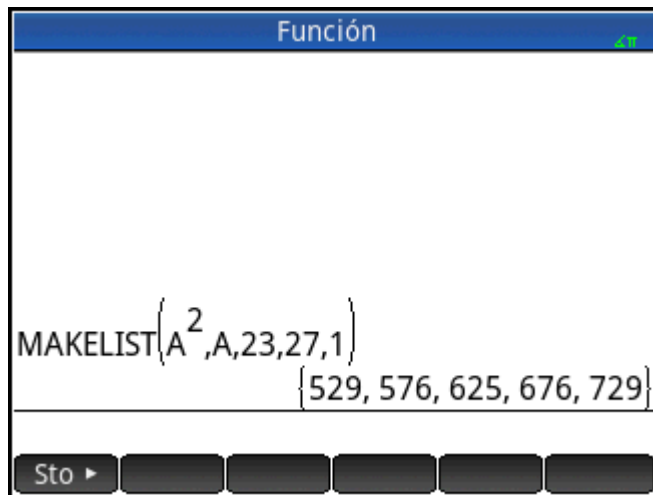 Función
∡π
MAKELIST(A²,A,23,27,1)
{529, 576, 625, 676, 729}
Sto ►